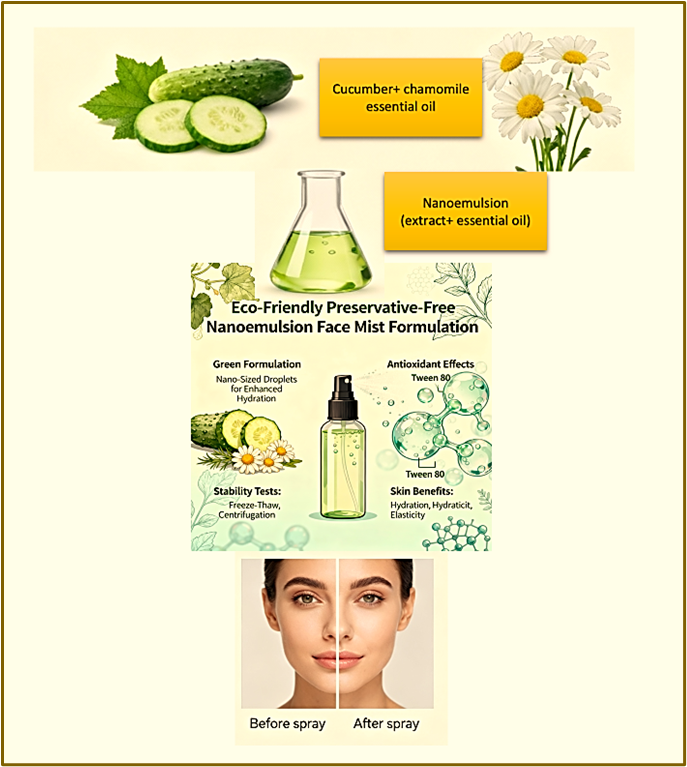 Cucumber+ chamomile
essential oil
Nanoemulsion
(extract+ essential oil)
Eco-Friendly Preservative-Free
Nanoemulsion Face Mist Formulation
Green Formulation
Nano-Sized Droplets
for Enhanced
Hydration
Antioxidant Effects
Tween 80
Tween 80
Stability Tests:
Freeze-Thaw,
Centrifugation
Skin Benefits:
Hydration, Hydraticit,
Elasticity
Before spray
After spray